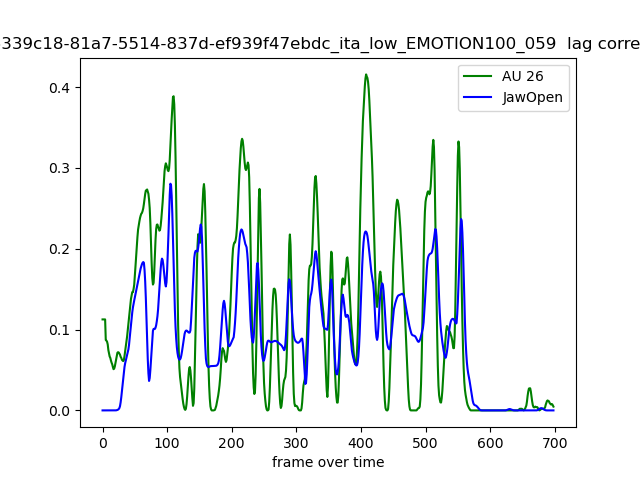 339c18-81a7-5514-837d-ef939f47ebdc_ita_low_EMOTION100_059 lag corre
AU 26
JawOpen
0.4
0.3
0.2
0.1
0.0
0 100 200 300 400 500 600 700
frame over time